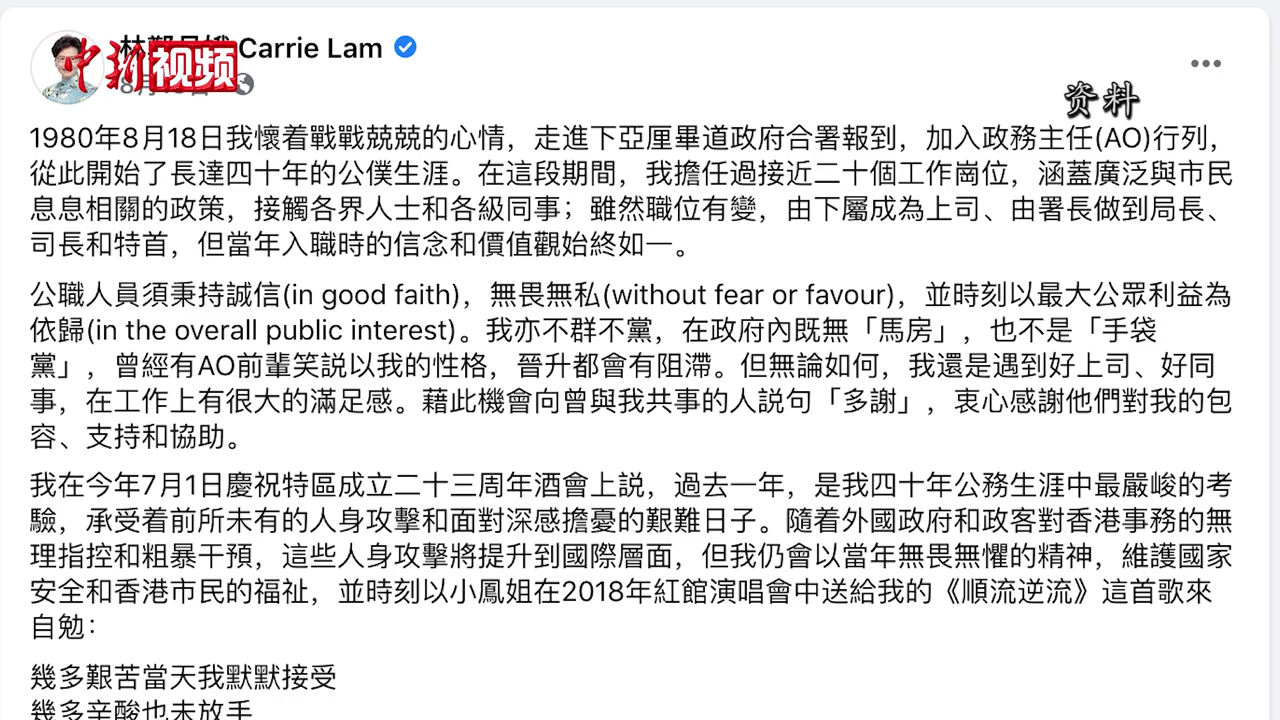 林鄭月娥 Carrie Lam
中新视频
资料
1980年8月18日我懷着戰戰兢兢的心情，走進下亞厘畢道政府合署報到，加入政務主任(AO)行列，
從此開始了長達四十年的公僕生涯。在這段期間，我擔任過接近二十個工作崗位，涵蓋廣泛與市民
息息相關的政策，接觸各界人士和各級同事；雖然職位有變，由下屬成為上司、由署長做到局長、
司長和特首，但當年入職時的信念和價值觀始終如一。
公職人員須秉持誠信(in good faith)，無畏無私(without fear or favour)，並時刻以最大公眾利益為
依歸(in the overall public interest)。我亦不群不黨，在政府內既無「馬房」，也不是「手袋
黨」，曾經有AO前輩笑説以我的性格，晉升都會有阻滯。但無論如何，我還是遇到好上司、好同
事，在工作上有很大的滿足感。藉此機會向曾與我共事的人説句「多謝」，衷心感謝他們對我的包
容、支持和協助。
我在今年7月1日慶祝特區成立二十三周年酒會上説，過去一年，是我四十年公務生涯中最嚴峻的考
驗，承受着前所未有的人身攻擊和面對深感擔憂的艱難日子。隨着外國政府和政客對香港事務的無
理指控和粗暴干預，這些人身攻擊將提升到國際層面，但我仍會以當年無畏無懼的精神，維護國家
安全和香港市民的福祉，並時刻以小鳳姐在2018年紅館演唱會中送給我的《順流逆流》這首歌來
自勉：
幾多艱苦當天我默默接受
幾多辛酸也未放手